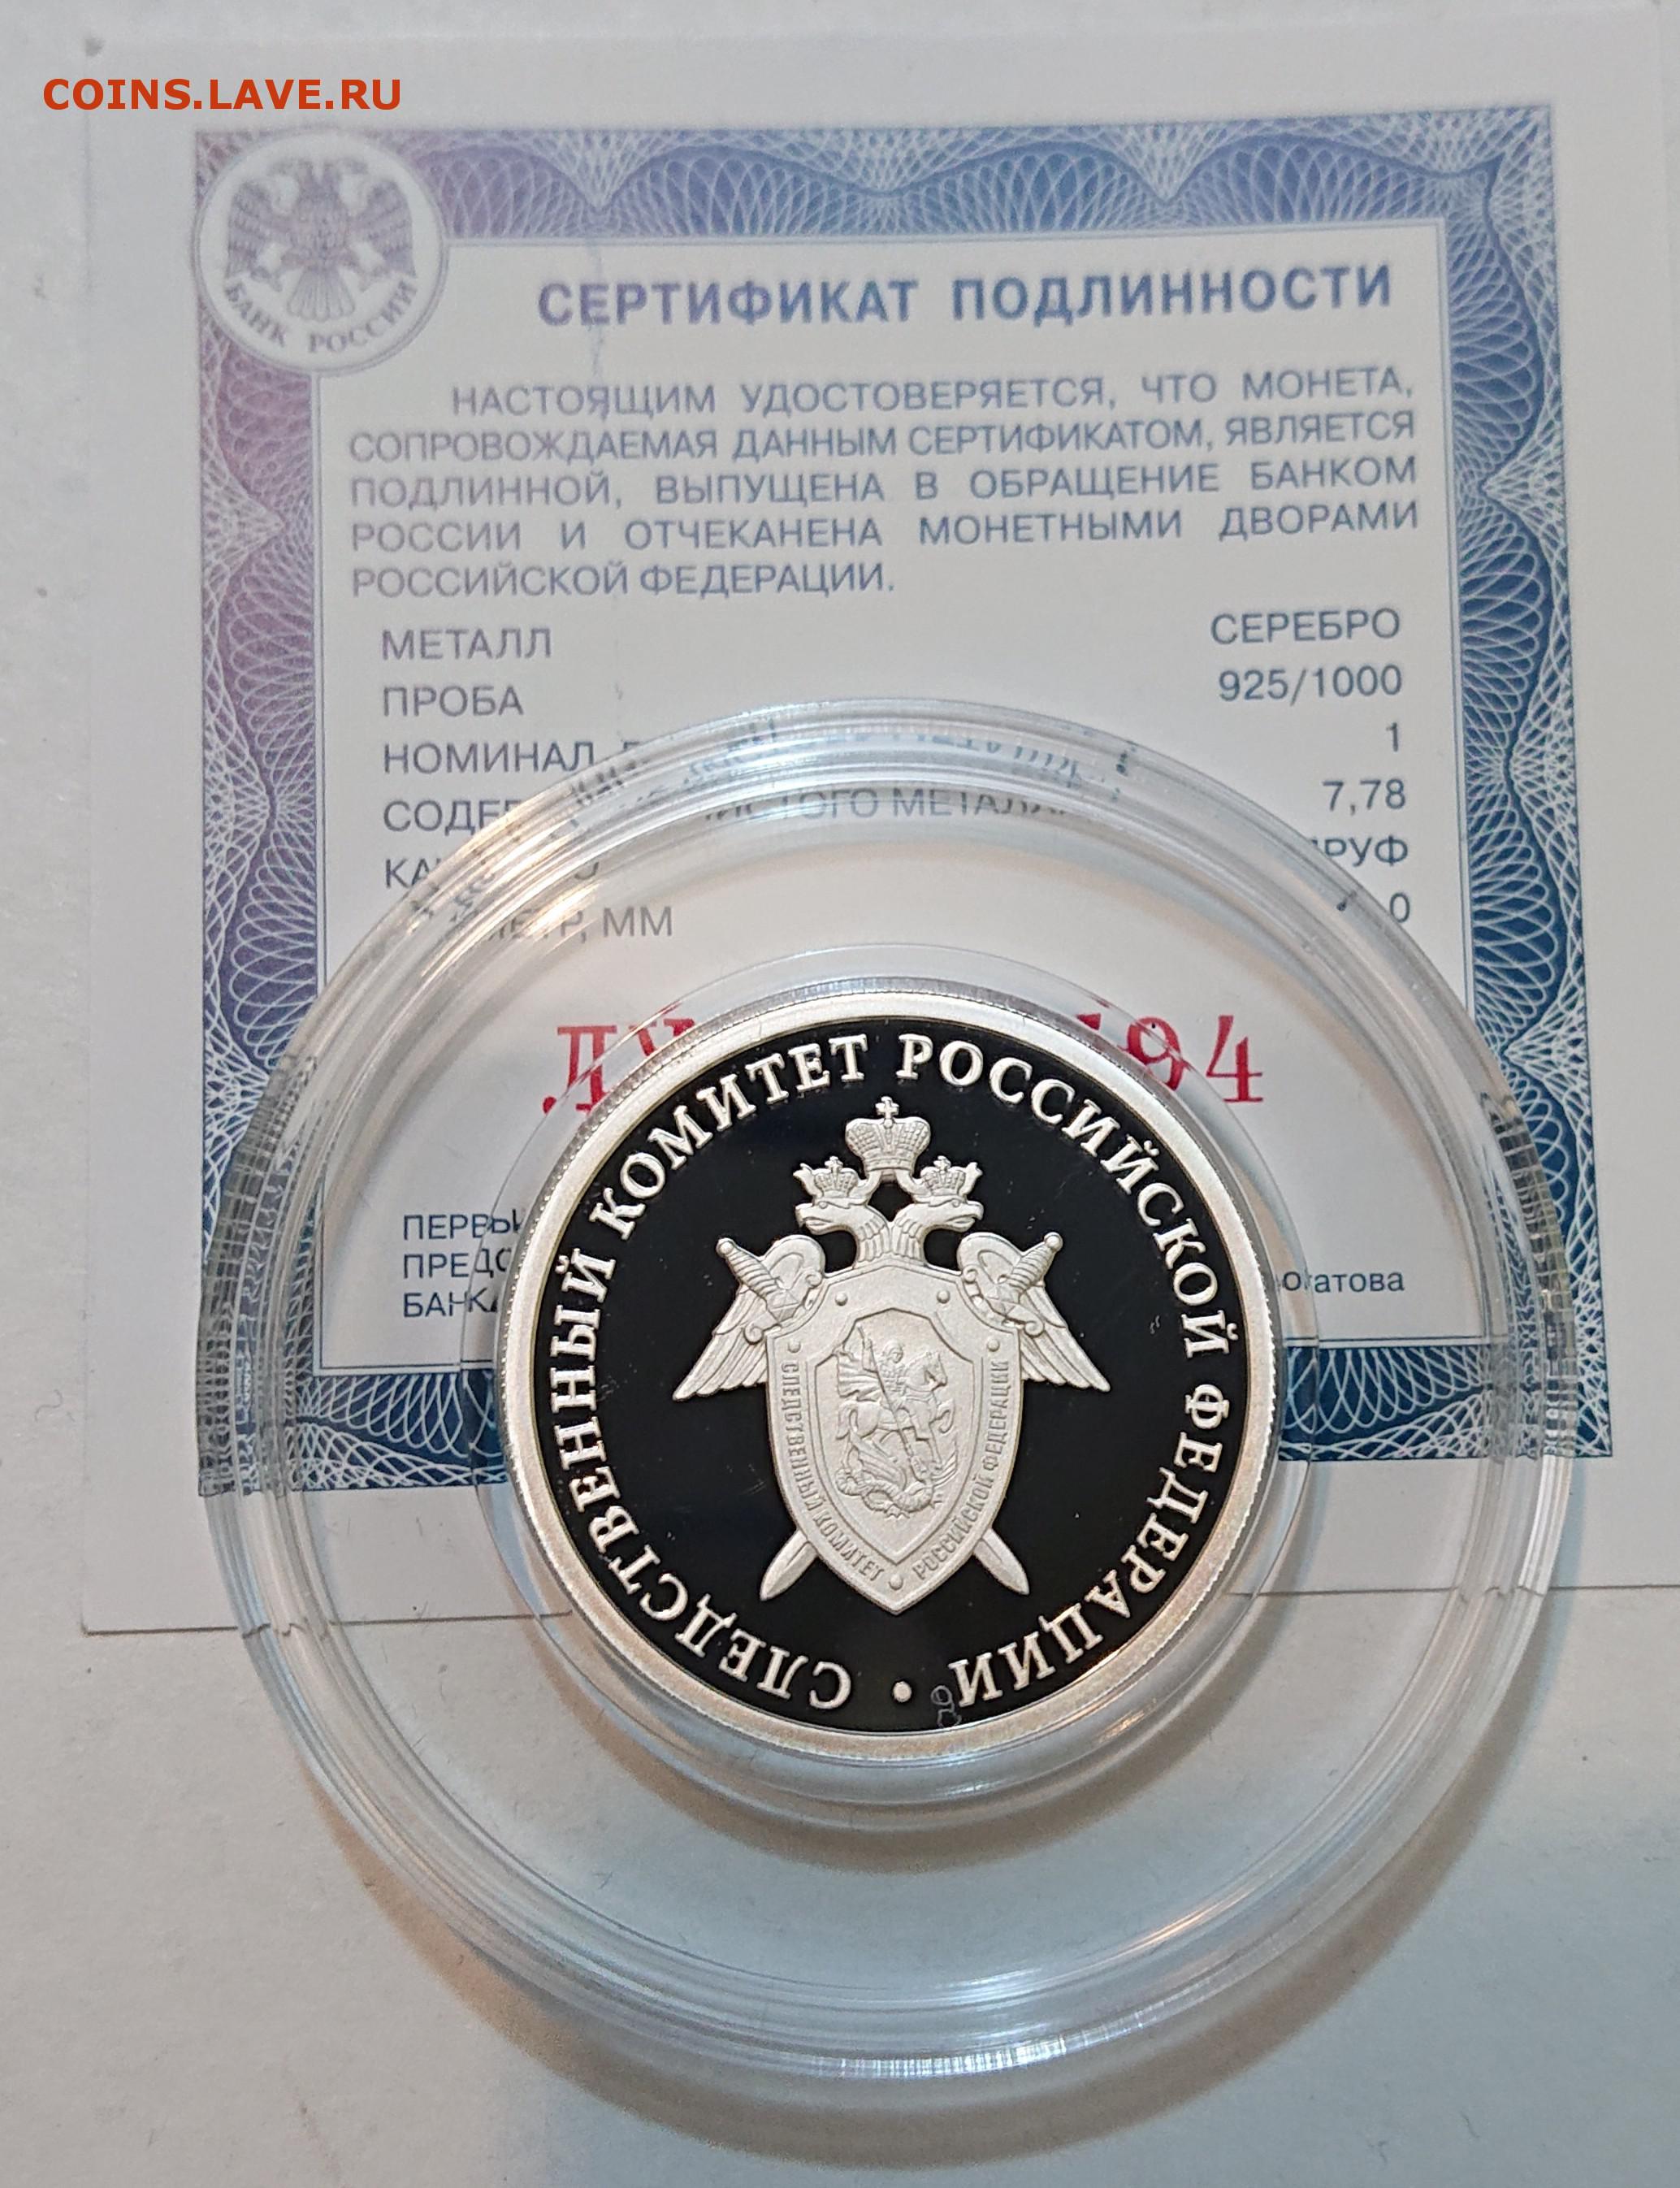 COINS.LAVE.RU
БАНК РОССИИ
СЕРТИФИКАТ ПОДЛИННОСТИ
НАСТОЯЩИМ УДОСТОВЕРЯЕТСЯ, ЧТО МОНЕТА,
СОПРОВОЖДАЕМАЯ ДАННЫМ СЕРТИФИКАТОМ, ЯВЛЯЕТСЯ
ПОДЛИННОЙ, ВЫПУЩЕНА В ОБРАЩЕНИЕ БАНКОМ
РОССИИ И ОТЧЕКАНЕНА МОНЕТНЫМИ ДВОРАМИ
РОССИЙСКОЙ ФЕДЕРАЦИИ.
МЕТАЛЛ СЕРЕБРО
ПРОБА 925/1000
НОМИНАЛ 1
7,78
ММ
СЛЕДСТВЕННЫЙ КОМИТЕТ РОССИЙСКОЙ ФЕДЕРАЦИИ •
СЛЕДСТВЕННЫЙ КОМИТЕТ РОССИЙСКОЙ ФЕДЕРАЦИИ